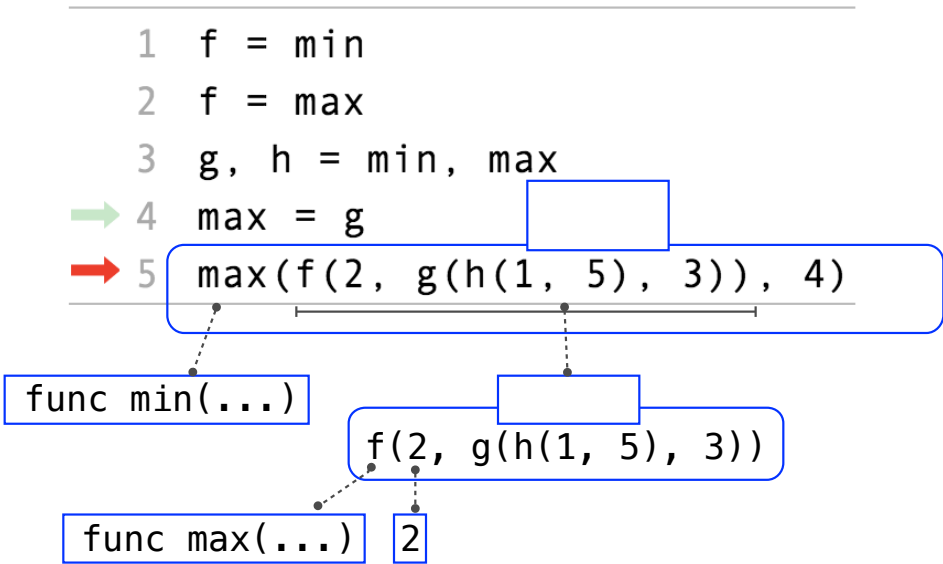 1 f = min
2 f = max
3 g, h = min, max
4 max = g
5 max(f(2, g(h(1, 5), 3)), 4)
func min(...)
f(2, g(h(1, 5), 3))
func max(...) 2